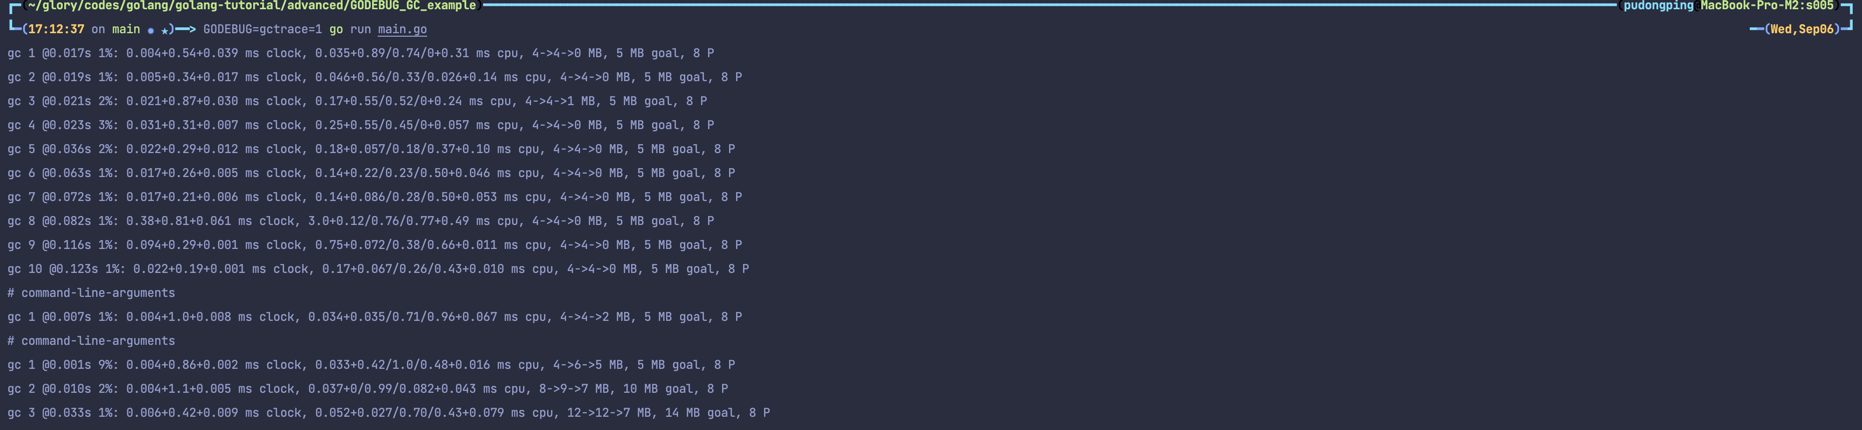 (~/glory/codes/golang/golang-tutorial/advanced/GODEBUG_GC_example) (pudongping@MacBook-Pro-M2:s005)
(17:12:37 on main ● ★)──> GODEBUG=gctrace=1 go run main.go (Wed,Sep06)
gc 1 @0.017s 1%: 0.004+0.54+0.039 ms clock, 0.035+0.89/0.74/0+0.31 ms cpu, 4->4->0 MB, 5 MB goal, 8 P
gc 2 @0.019s 1%: 0.005+0.34+0.017 ms clock, 0.046+0.56/0.33/0.026+0.14 ms cpu, 4->4->0 MB, 5 MB goal, 8 P
gc 3 @0.021s 2%: 0.021+0.87+0.030 ms clock, 0.17+0.55/0.52/0+0.24 ms cpu, 4->4->1 MB, 5 MB goal, 8 P
gc 4 @0.023s 3%: 0.031+0.31+0.007 ms clock, 0.25+0.55/0.45/0+0.057 ms cpu, 4->4->0 MB, 5 MB goal, 8 P
gc 5 @0.036s 2%: 0.022+0.29+0.012 ms clock, 0.18+0.057/0.18/0.37+0.10 ms cpu, 4->4->0 MB, 5 MB goal, 8 P
gc 6 @0.063s 1%: 0.017+0.26+0.005 ms clock, 0.14+0.22/0.23/0.50+0.046 ms cpu, 4->4->0 MB, 5 MB goal, 8 P
gc 7 @0.072s 1%: 0.017+0.21+0.006 ms clock, 0.14+0.086/0.28/0.50+0.053 ms cpu, 4->4->0 MB, 5 MB goal, 8 P
gc 8 @0.082s 1%: 0.38+0.81+0.061 ms clock, 3.0+0.12/0.76/0.77+0.49 ms cpu, 4->4->0 MB, 5 MB goal, 8 P
gc 9 @0.116s 1%: 0.094+0.29+0.001 ms clock, 0.75+0.072/0.38/0.66+0.011 ms cpu, 4->4->0 MB, 5 MB goal, 8 P
gc 10 @0.123s 1%: 0.022+0.19+0.001 ms clock, 0.17+0.067/0.26/0.43+0.010 ms cpu, 4->4->0 MB, 5 MB goal, 8 P
# command-line-arguments
gc 1 @0.007s 1%: 0.004+1.0+0.008 ms clock, 0.034+0.035/0.71/0.96+0.067 ms cpu, 4->4->2 MB, 5 MB goal, 8 P
# command-line-arguments
gc 1 @0.001s 9%: 0.004+0.86+0.002 ms clock, 0.033+0.42/1.0/0.48+0.016 ms cpu, 4->6->5 MB, 5 MB goal, 8 P
gc 2 @0.010s 2%: 0.004+1.1+0.005 ms clock, 0.037+0/0.99/0.082+0.043 ms cpu, 8->9->7 MB, 10 MB goal, 8 P
gc 3 @0.033s 1%: 0.006+0.42+0.009 ms clock, 0.052+0.027/0.70/0.43+0.079 ms cpu, 12->12->7 MB, 14 MB goal, 8 P